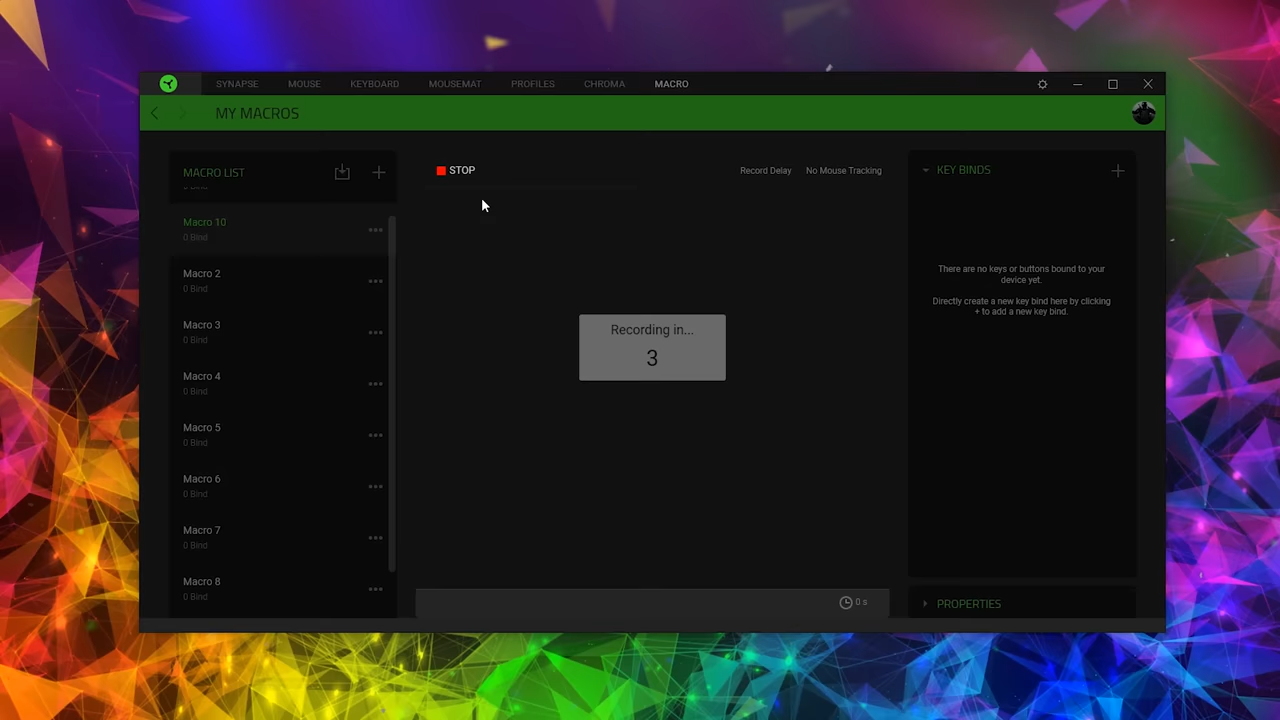 SYNAPSE MOUSE KEYBOARD MOUSEMAT PROFILES CHROMA MACRO
MY MACROS
MACRO LIST
Macro 10
0 Bind
Macro 2
0 Bind
Macro 3
0 Bind
Macro 4
0 Bind
Macro 5
0 Bind
Macro 6
0 Bind
Macro 7
0 Bind
Macro 8
0 Bind
STOP
Record Delay No Mouse Tracking
Recording in...
3
0 s
KEY BINDS
There are no keys or buttons bound to your
device yet.
Directly create a new key bind here by clicking
+ to add a new key bind.
PROPERTIES